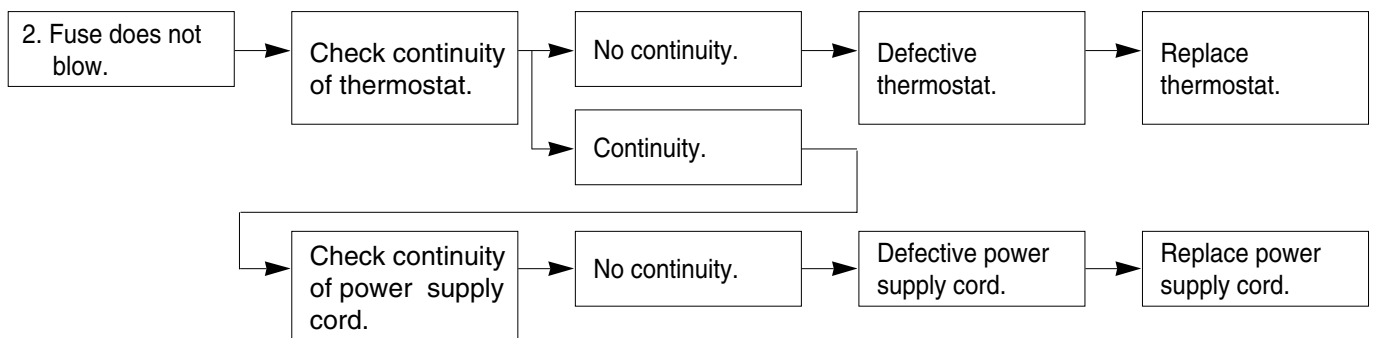 2. Fuse does not
blow.
Check continuity
of thermostat.
No continuity.
Defective
thermostat.
Replace
thermostat.
Continuity.
Check continuity
of power supply
cord.
No continuity.
Defective power
supply cord.
Replace power
supply cord.